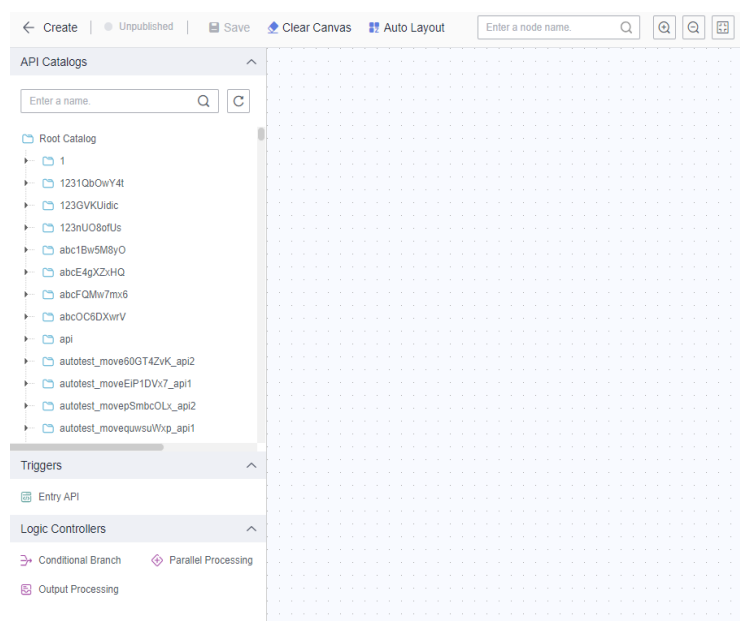 Create Unpublished Save Clear Canvas Auto Layout Enter a node name.
API Catalogs
Enter a name.
Root Catalog
1
1231QbOwY4t
123GVKUidic
123nUO8ofUs
abc1Bw5M8yO
abcE4gXZxHQ
abcFQMw7mx6
abcOC6DXwrV
api
autotest_move60GT4ZvK_api2
autotest_moveEiP1DVx7_api1
autotest_movepSmbcOLx_api2
autotest_movequwsuWxp_api1
Triggers
Entry API
Logic Controllers
Conditional Branch Parallel Processing
Output Processing